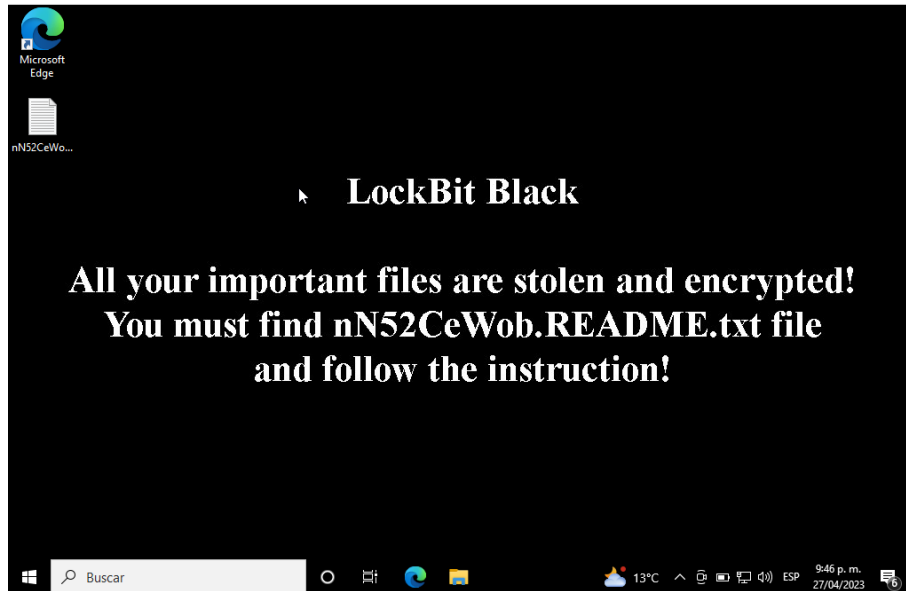 Microsoft
Edge
nN52CeWo...
LockBit Black
All your important files are stolen and encrypted!
You must find nN52CeWob.README.txt file
and follow the instruction!
Buscar
13°C
ESP
9:46 p. m.
27/04/2023
6